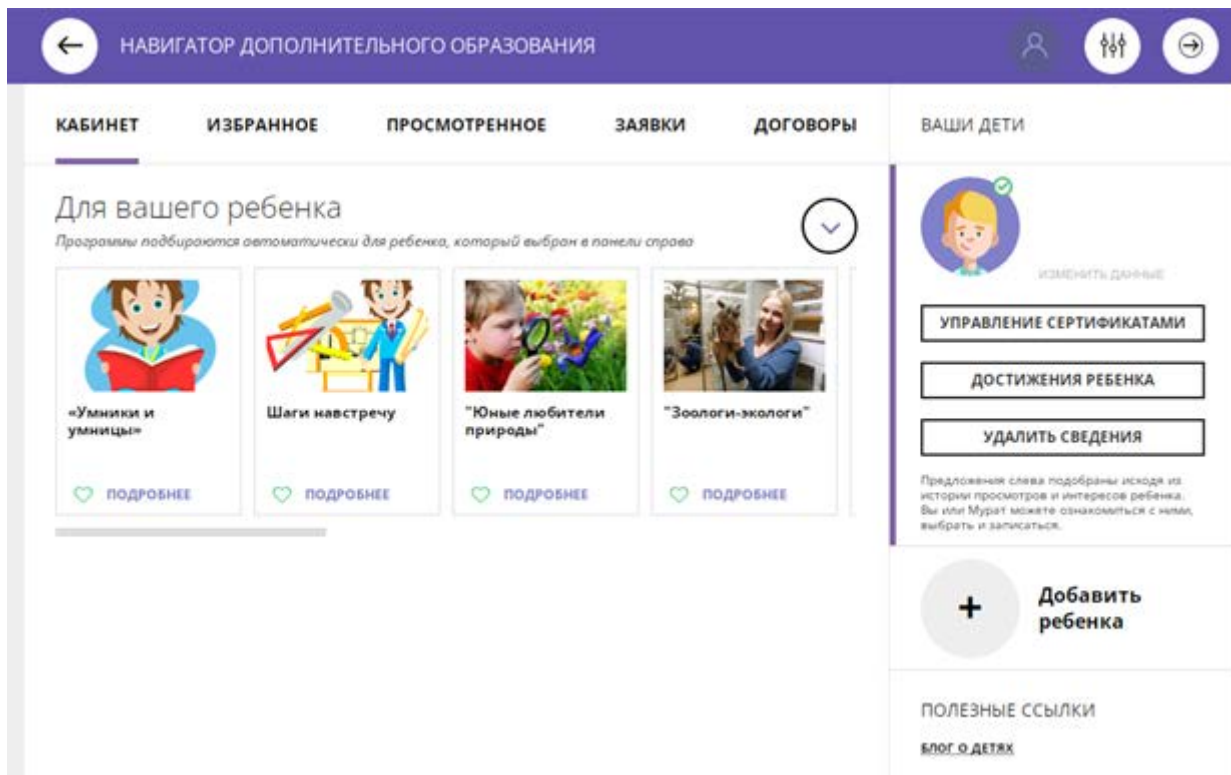 НАВИГАТОР ДОПОЛНИТЕЛЬНОГО ОБРАЗОВАНИЯ
КАБИНЕТ ИЗБРАННОЕ ПРОСМОТРЕННОЕ ЗАЯВКИ ДОГОВОРЫ
Для вашего ребенка
Программы подбираются автоматически для ребенка, который выбран в панели справа
«Умники и
умницы»
ПОДРОБНЕЕ
Шаги навстречу
ПОДРОБНЕЕ
"Юные любители
природы"
ПОДРОБНЕЕ
"Зоологи-экологи"
ПОДРОБНЕЕ
ВАШИ ДЕТИ
ИЗМЕНИТЬ ДАННЫЕ
УПРАВЛЕНИЕ СЕРТИФИКАТАМИ
ДОСТИЖЕНИЯ РЕБЕНКА
УДАЛИТЬ СВЕДЕНИЯ
Предложения слева подобраны исходя из
истории просмотров и интересов ребенка.
Вы или Мурат можете ознакомиться с ними,
выбрать и записаться.
+
Добавить
ребенка
ПОЛЕЗНЫЕ ССЫЛКИ
БЛОГ О ДЕТЯХ